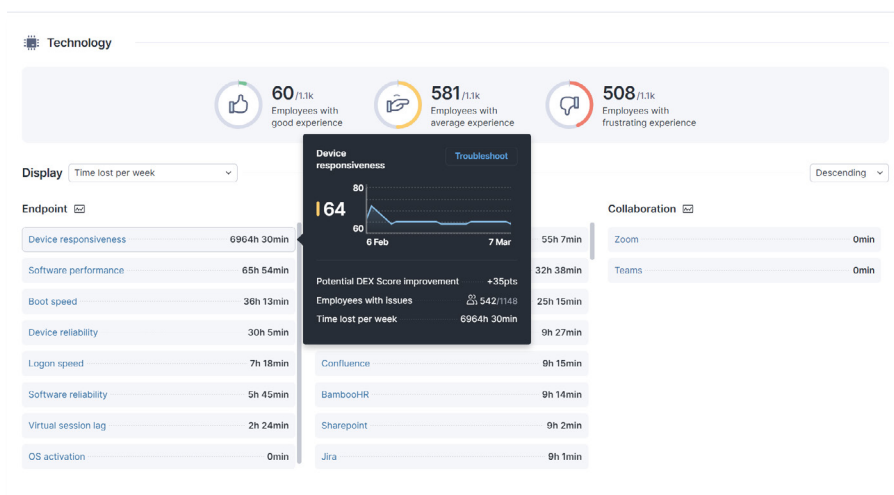 Technology
60/1.1k
Employees with
good experience
581/1.1k
Employees with
average experience
508/1.1k
Employees with
frustrating experience
Display
Time lost per week
Descending
Endpoint
Device responsiveness 6964h 30min
Software performance 65h 54min
Boot speed 36h 13min
Device reliability 30h 5min
Logon speed 7h 18min
Software reliability 5h 45min
Virtual session lag 2h 24min
OS activation 0min
Device
responsiveness
Troubleshoot
80
64
60
6 Feb 7 Mar
Potential DEX Score improvement +35pts
Employees with issues 542/1148
Time lost per week 6964h 30min
55h 7min
32h 38min
25h 15min
9h 27min
Confluence 9h 15min
BambooHR 9h 14min
Sharepoint 9h 2min
Jira 9h 1min
Collaboration
Zoom 0min
Teams 0min